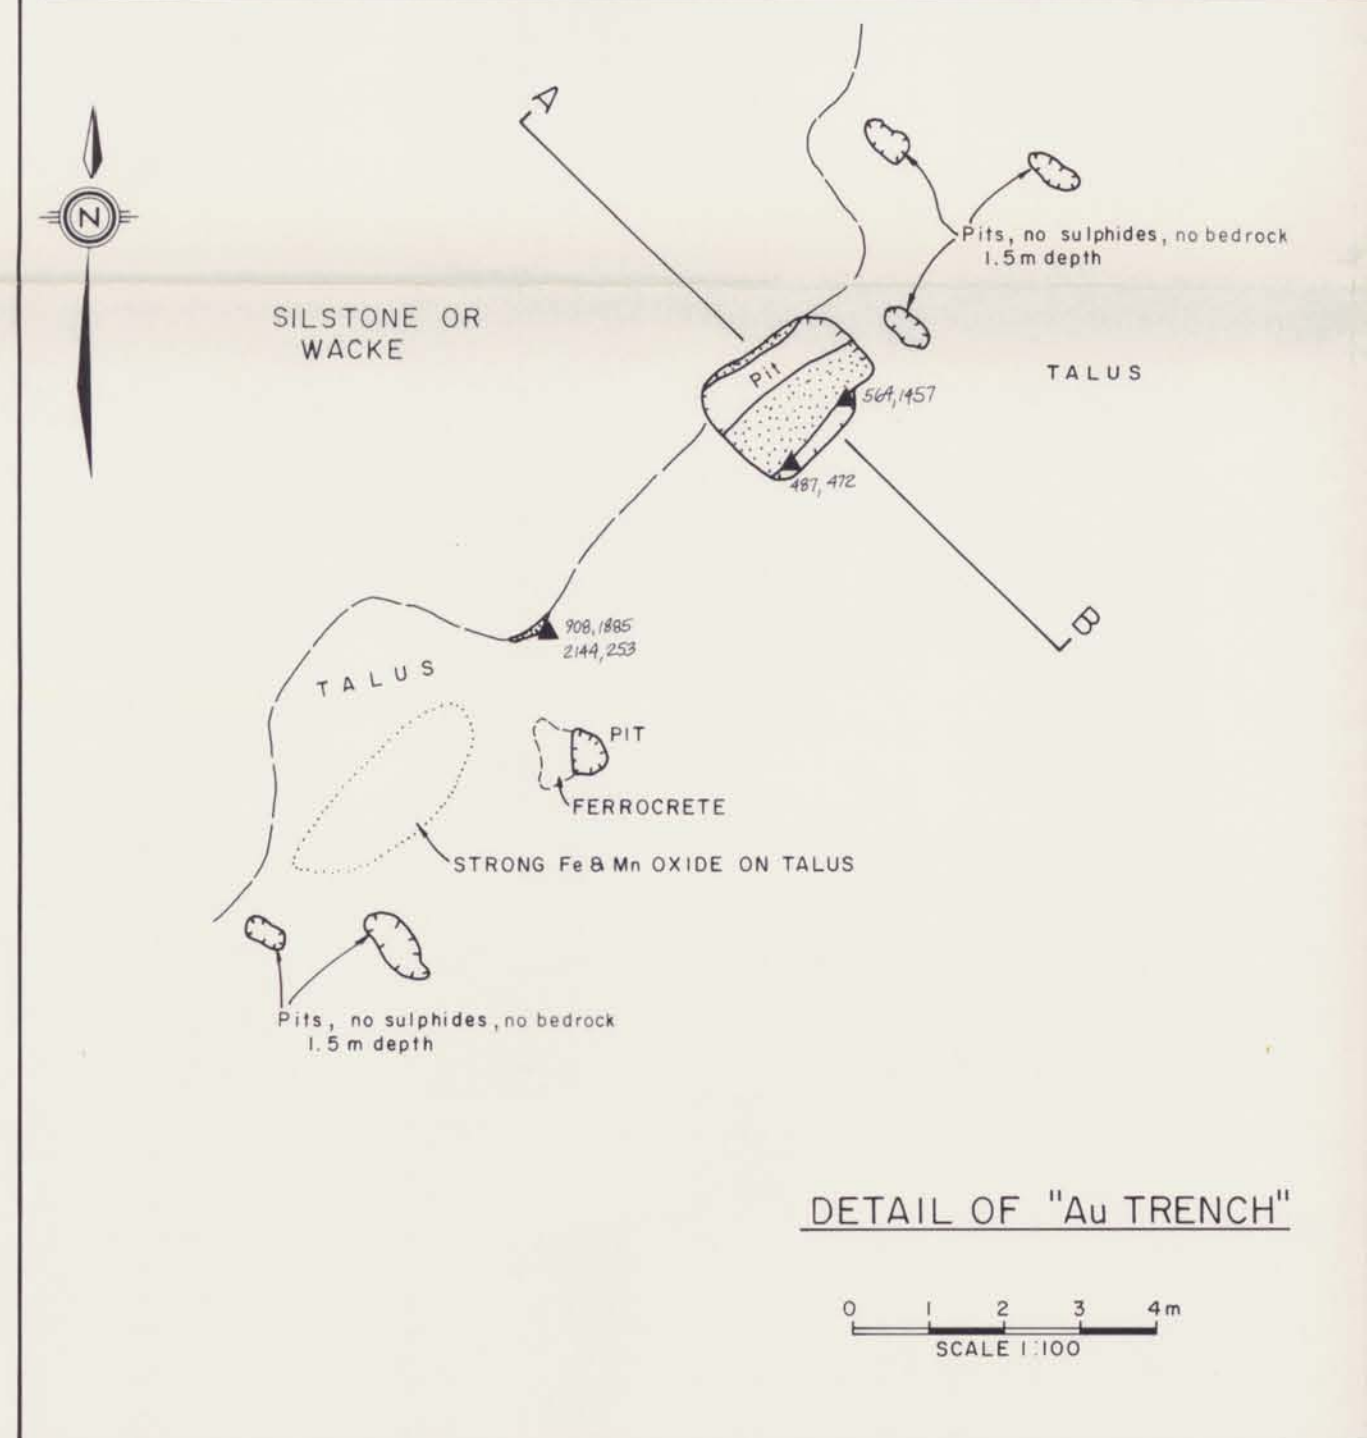 A
N
Pits, no sulphides, no bedrock
1.5m depth
SILSTONE OR
WACKE
TALUS
Pit
564,1457
487, 472
B
908,1885
2144,253
TALUS
PIT
FERROCRETE
STRONG Fe & Mn OXIDE ON TALUS
Pits, no sulphides, no bedrock
1.5 m depth
DETAIL OF "Au TRENCH"
0 1 2 3 4m
SCALE 1:100